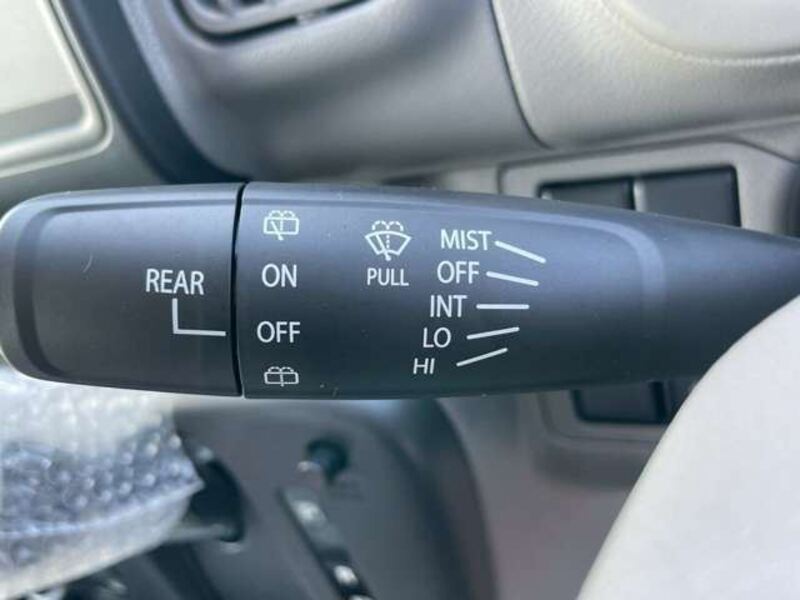 REAR
ON
OFF
PULL
MIST
OFF
INT
LO
HI